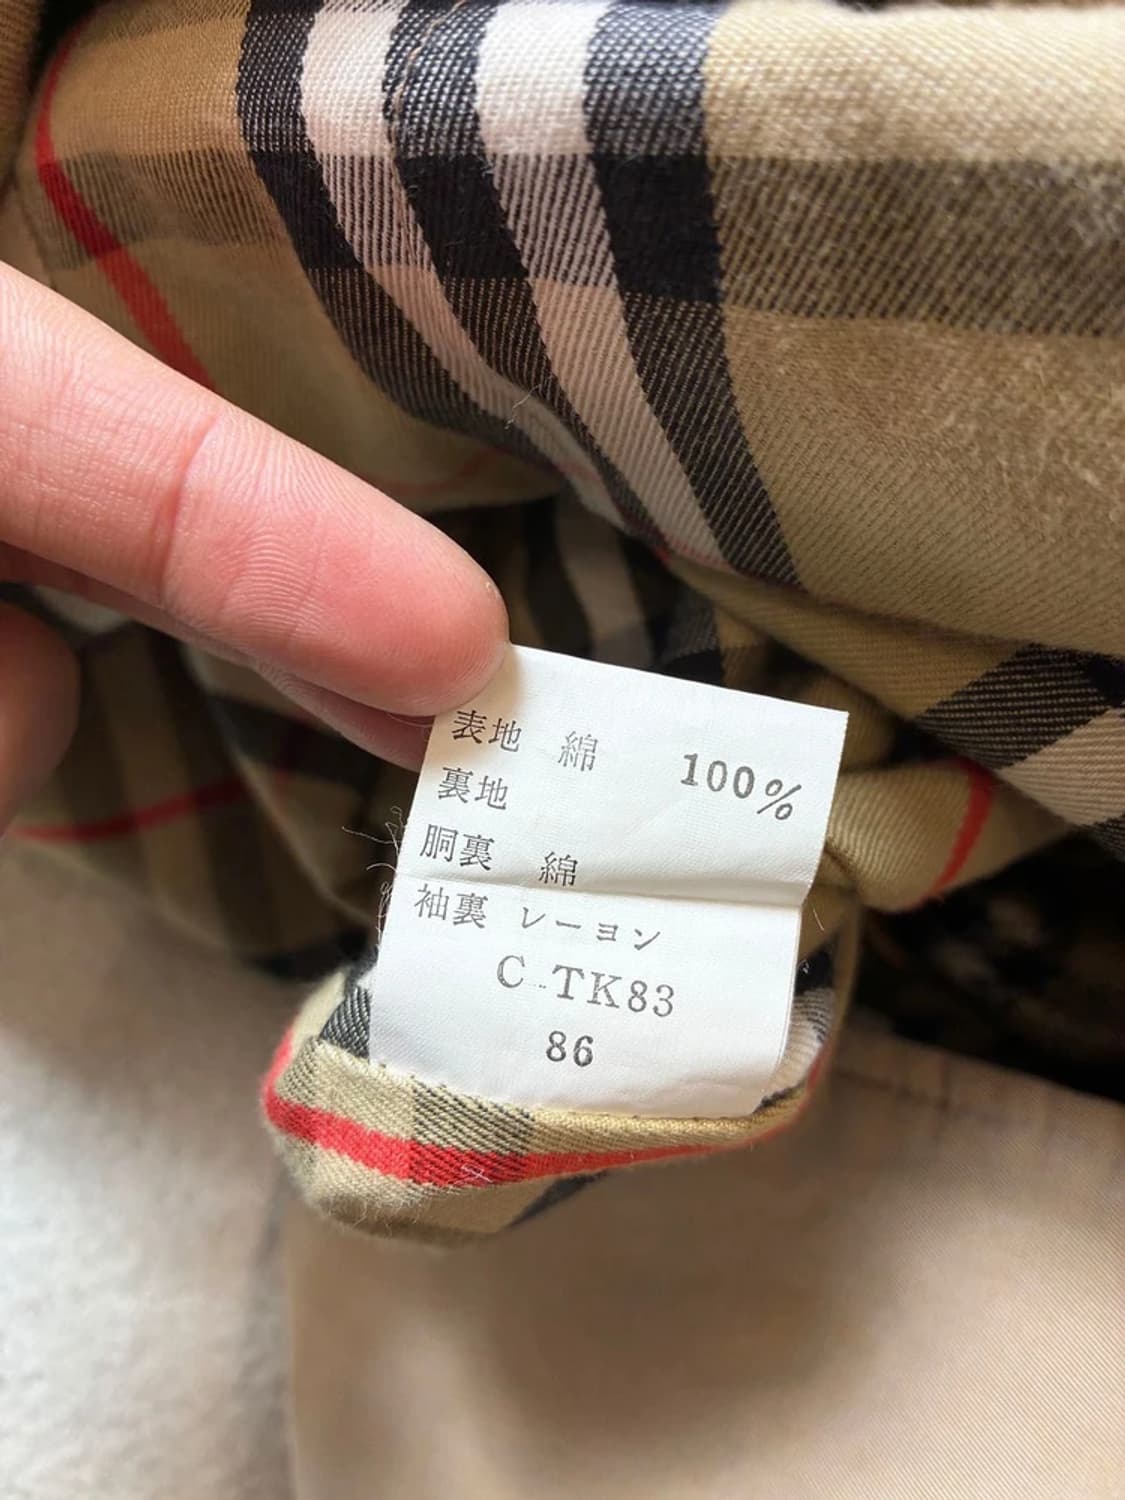 表地 綿 100%
裏地
胴裏 綿
袖裏 レーヨン
C-TK83
86